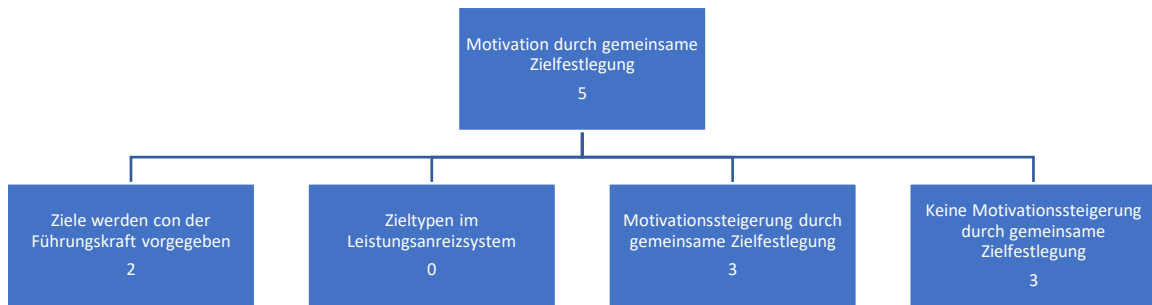 Motivation durch gemeinsame
Zielfestlegung
5
Ziele werden con der
Führungskraft vorgegeben
2
Zieltypen im
Leistungsanreizsystem
0
Motivationssteigerung durch
gemeinsame Zielfestlegung
3
Keine Motivationssteigerung
durch gemeinsame
Zielfestlegung
3